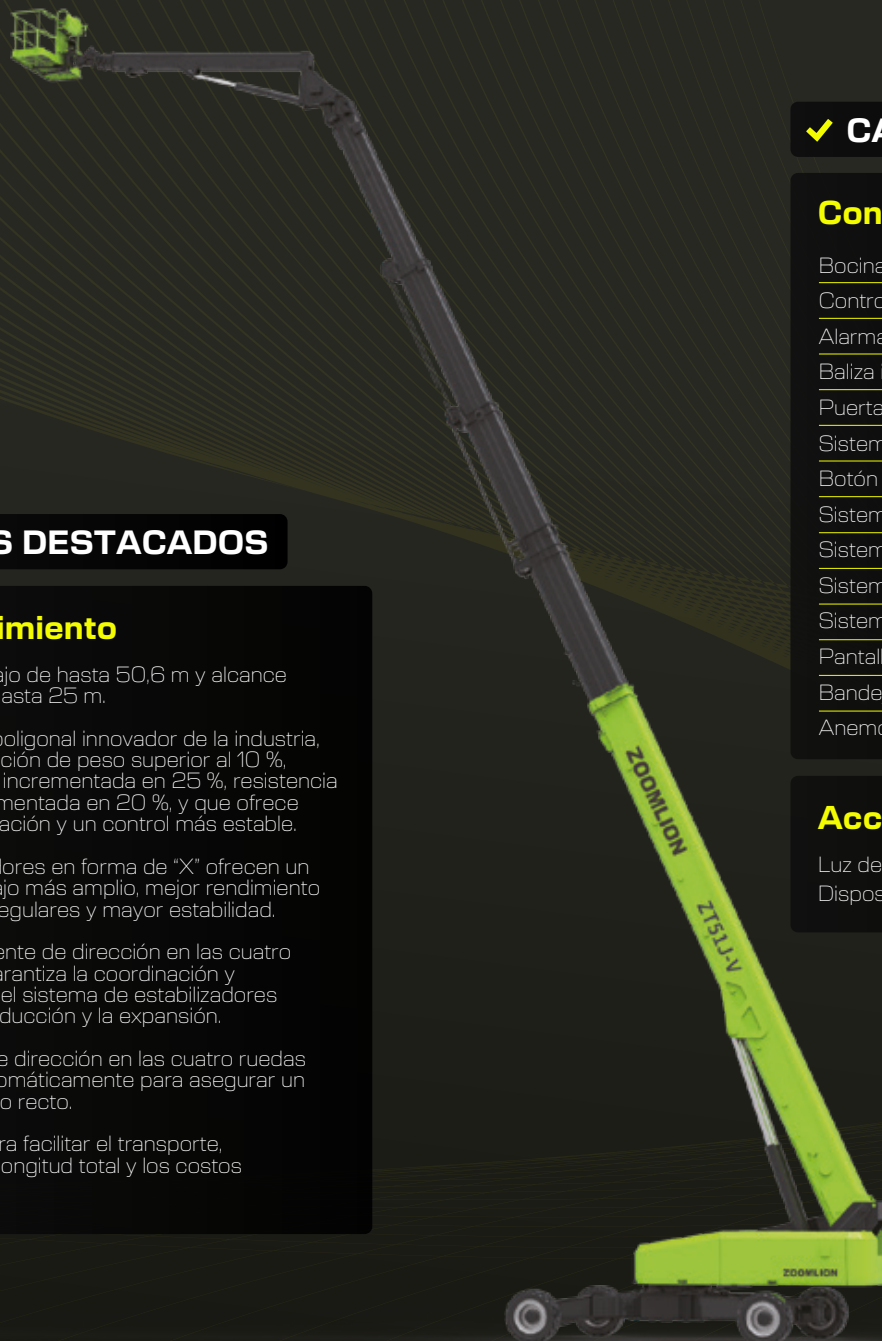 S DESTACADOS
imiento
ajo de hasta 50,6 m y alcance
asta 25 m.
poligonal innovador de la industria,
ción de peso superior al 10 %,
incrementada en 25 %, resistencia
mentada en 20 %, y que ofrece
ación y un control más estable.
dores en forma de “X” ofrecen un
ajo más amplio, mejor rendimiento
egulares y mayor estabilidad.
ente de dirección en las cuatro
arantiza la coordinación y
el sistema de estabilizadores
ducción y la expansión.
e dirección en las cuatro ruedas
omáticamente para asegurar un
o recto.
ra facilitar el transporte,
longitud total y los costos
ZOOMLION
ZT51J-V
ZOOMLION
CA
Con
Bocina
Contro
Alarma
Baliza
Puerta
Sistem
Botón
Sistem
Sistem
Sistem
Sistem
Pantall
Bande
Anemo
Acc
Luz de
Dispos